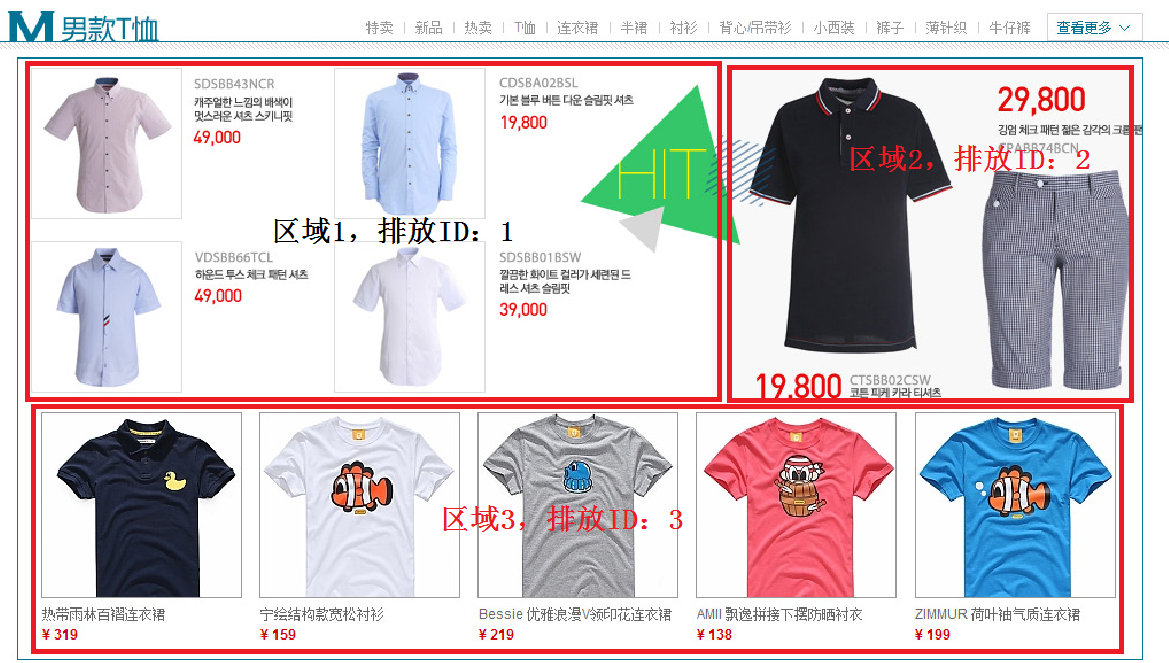 M 男款T恤
特卖 新品 热卖 T恤 连衣裙 半裙 衬衫 背心/吊带衫 小西装 裤子 薄针织 牛仔裤 查看更多
SDSBB43NCR
캐주얼한 느낌의 배색이
멋스러운 셔츠 스키니핏
49,000
CDSBA02BSL
기본 블루 버튼 다운 슬림핏 셔츠
19,800
HIT
区域1，排放ID：1
VDSBB66TCL
하운드 투스 체크 패턴 셔츠
49,000
SDSBB01BSW
깔끔한 화이트 컬러가 세련된 드
레스 셔츠 슬림핏
39,000
29,800
깅엄 체크 패턴 젊은 감각의 크롭팬
CPABB74BCN
区域2，排放ID：2
19,800
CTSBB02CSW
코튼 피케 카라 티셔츠
区域3，排放ID：3
热带雨林百褶连衣裙
¥ 319
宁绘结构款宽松衬衫
¥ 159
Bessie 优雅浪漫V领印花连衣裙
¥ 219
AMII 飘逸拼接下摆防晒衬衣
¥ 138
ZIMMUR 荷叶袖气质连衣裙
¥ 199